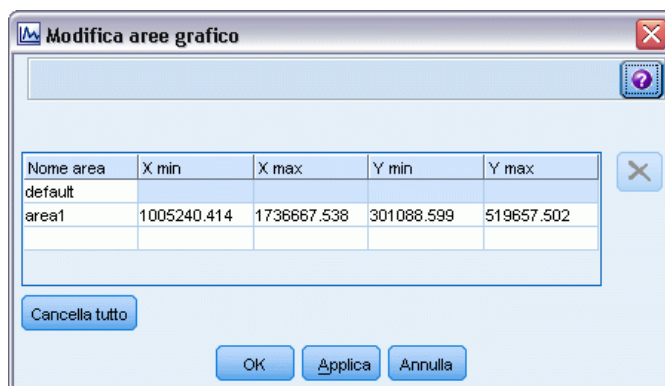 Modifica aree grafico
Nome area X min X max Y min Y max
default
area1 1005240.414 1736667.538 301088.599 519657.502
Cancella tutto
OK Applica Annulla